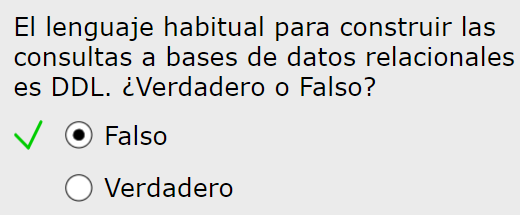 El lenguaje habitual para construir las
consultas a bases de datos relacionales
es DDL. ¿Verdadero o Falso?
Falso
Verdadero